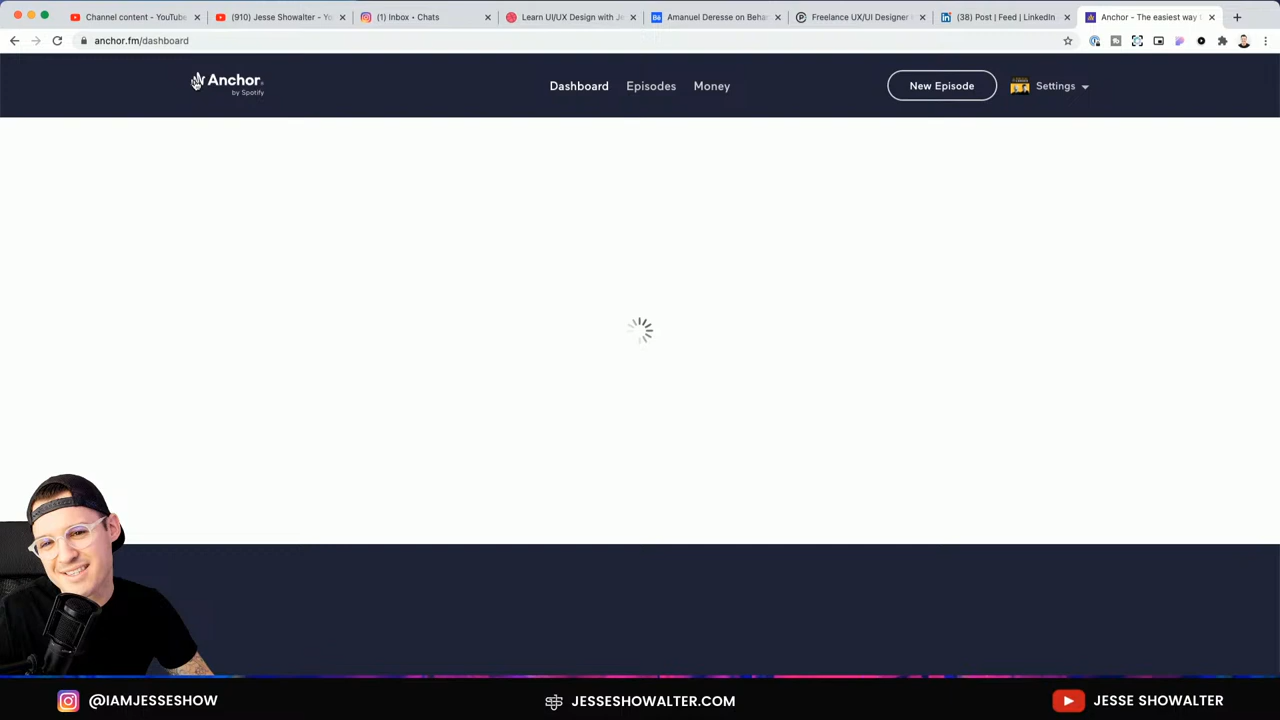 Channel content - YouTube
(910) Jesse Showalter - Yo
(1) Inbox • Chats
Learn UI/UX Design with Je
Amanuel Deresse on Behan
Freelance UX/UI Designer
(38) Post | Feed | LinkedIn
Anchor - The easiest way
anchor.fm/dashboard
Anchor
by Spotify
Dashboard
Episodes
Money
New Episode
Settings
@IAMJESSESHOW
JESSESHOWALTER.COM
JESSE SHOWALTER